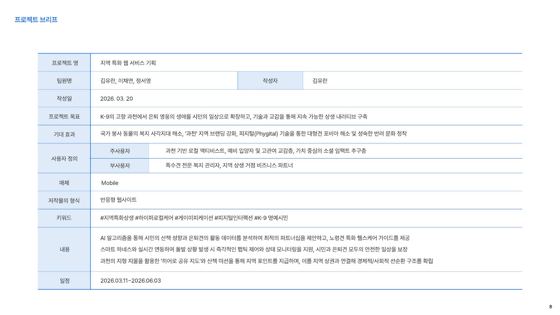 프로젝트 브리프
프로젝트 명 지역 특화 웹 서비스 기획
팀원명 김유란, 이채연, 정서영 작성자 김유란
작성일 2026. 03. 20
프로젝트 목표 K-9의 고향 과천에서 은퇴 영웅의 생애를 시민의 일상으로 확장하고, 기술과 교감을 통해 지속 가능한 상생 내러티브 구축
기대 효과 국가 봉사 동물의 복지 사각지대 해소, '과천' 지역 브랜딩 강화, 피지털(Phygital) 기술을 통한 대형견 포비아 해소 및 성숙한 반려 문화 정착
사용자 정의
주사용자 과천 기반 로컬 액티비스트, 예비 입양자 및 고관여 교감층, 가치 중심의 소셜 임팩트 추구층
부사용자 특수견 전문 복지 관리자, 지역 상생 거점 비즈니스 파트너
매체 Mobile
저작물의 형식 반응형 웹사이트
키워드 #지역특화상생 #하이퍼로컬케어 #게이미피케이션 #피지털인터랙션 #K-9 명예시민
내용
AI 알고리즘을 통해 시민의 산책 성향과 은퇴견의 활동 데이터를 분석하여 최적의 파트너십을 제안하고, 노령견 특화 헬스케어 가이드를 제공
스마트 하네스와 실시간 연동하여 돌발 상황 발생 시 즉각적인 햅틱 제어와 상태 모니터링을 지원, 시민과 은퇴견 모두의 안전한 일상을 보장
과천의 지형 지물을 활용한 '히어로 공유 지도'와 산책 미션을 통해 지역 포인트를 지급하며, 이를 지역 상권과 연결해 경제적/사회적 선순환 구조를 확립
일정 2026.03.11~2026.06.03
8